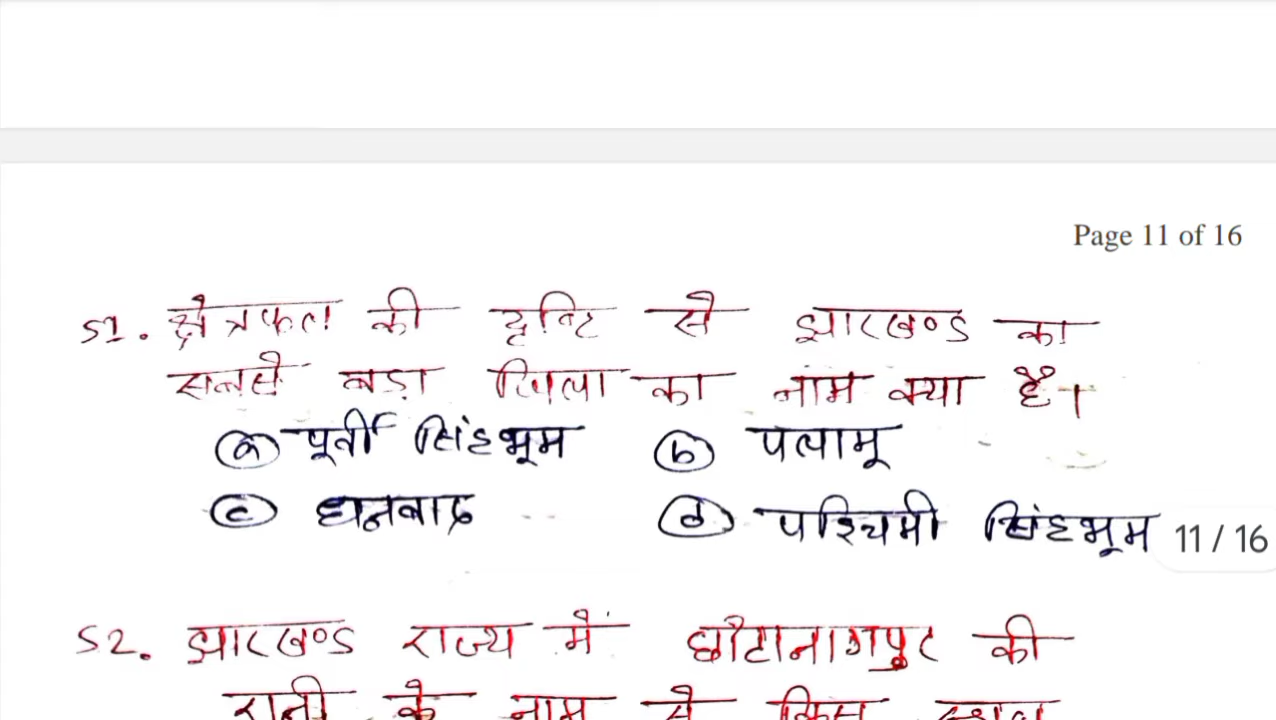 Page 11 of 16
51. क्षेत्रफल की दृष्टि से झारखण्ड का
सबसे बड़ा जिला का नाम क्या है।
(a) पूर्वी सिंहभूम (b) पलामू
(c) धनबाद (d) पश्चिमी सिंहभूम
11 / 16
52. झारखण्ड राज्य में छोटानागपुर की
रानी के नाम से किस स्थान